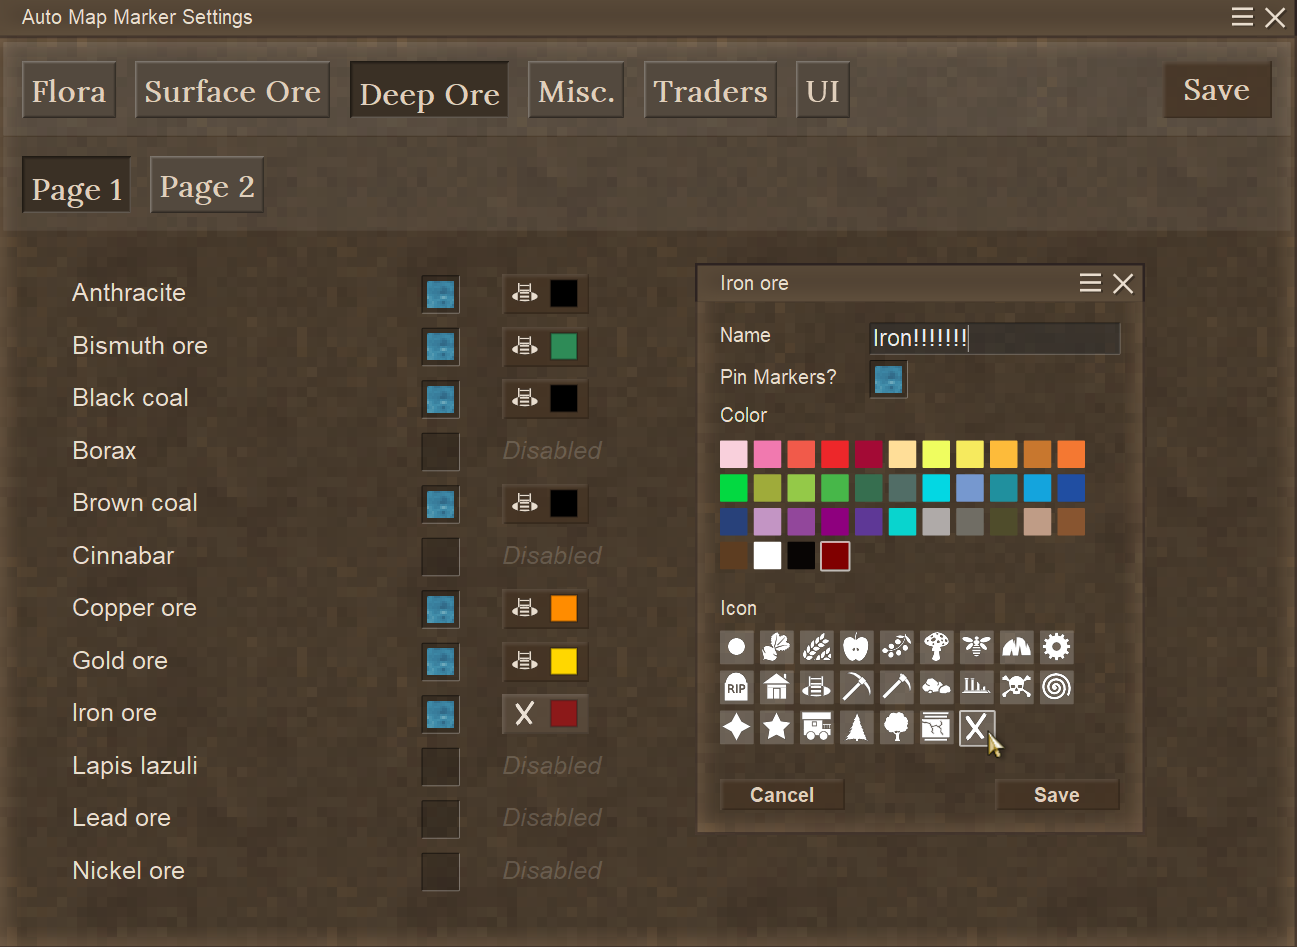 Auto Map Marker Settings
Flora Surface Ore Deep Ore Misc. Traders UI Save
Page 1 Page 2
Anthracite
Bismuth ore
Black coal
Borax Disabled
Brown coal
Cinnabar Disabled
Copper ore
Gold ore
Iron ore
Lapis lazuli Disabled
Lead ore Disabled
Nickel ore Disabled
Iron ore
Name Iron!!!!!!!
Pin Markers?
Color
Icon
RIP
Cancel Save